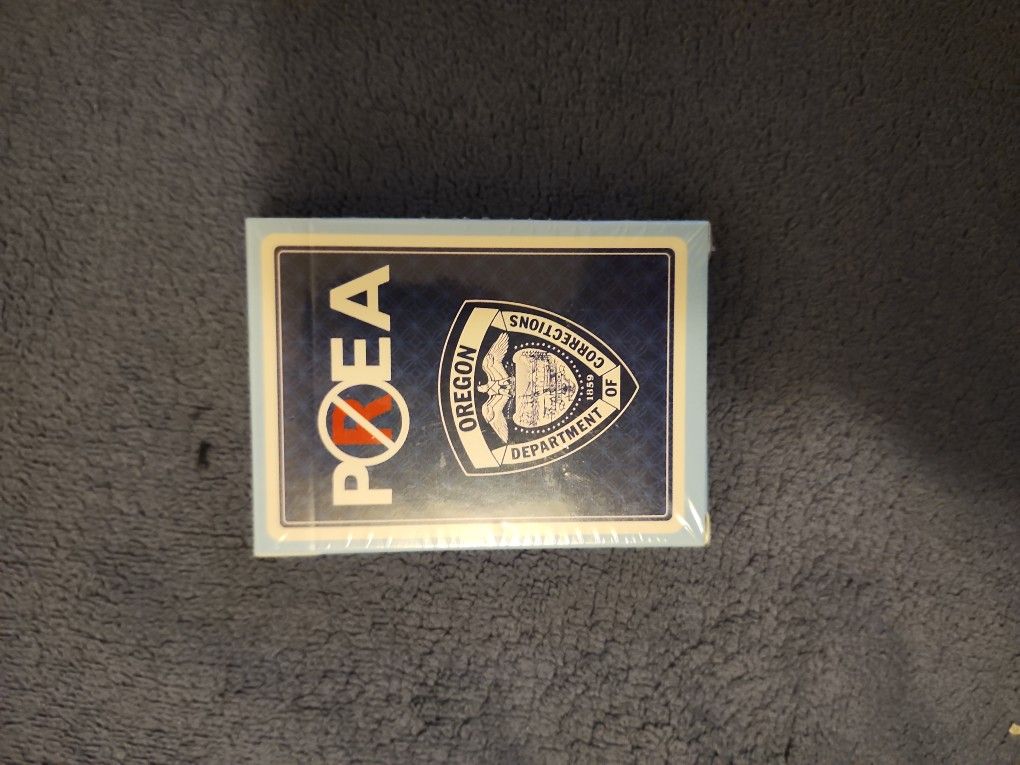 PREA
OREGON
DEPARTMENT OF CORRECTIONS
1859